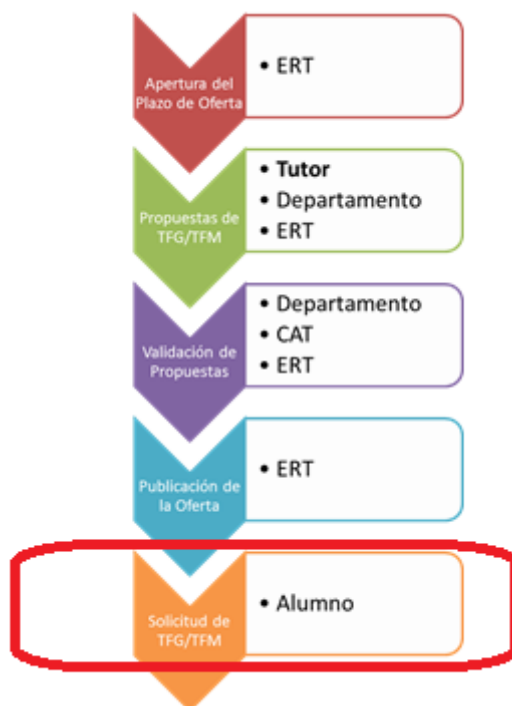 Apertura del
Plazo de Oferta
• ERT
Propuestas de
TFG/TFM
• Tutor
• Departamento
• ERT
Validación de
Propuestas
• Departamento
• CAT
• ERT
Publicación de
la Oferta
• ERT
Solicitud de
TFG/TFM
• Alumno